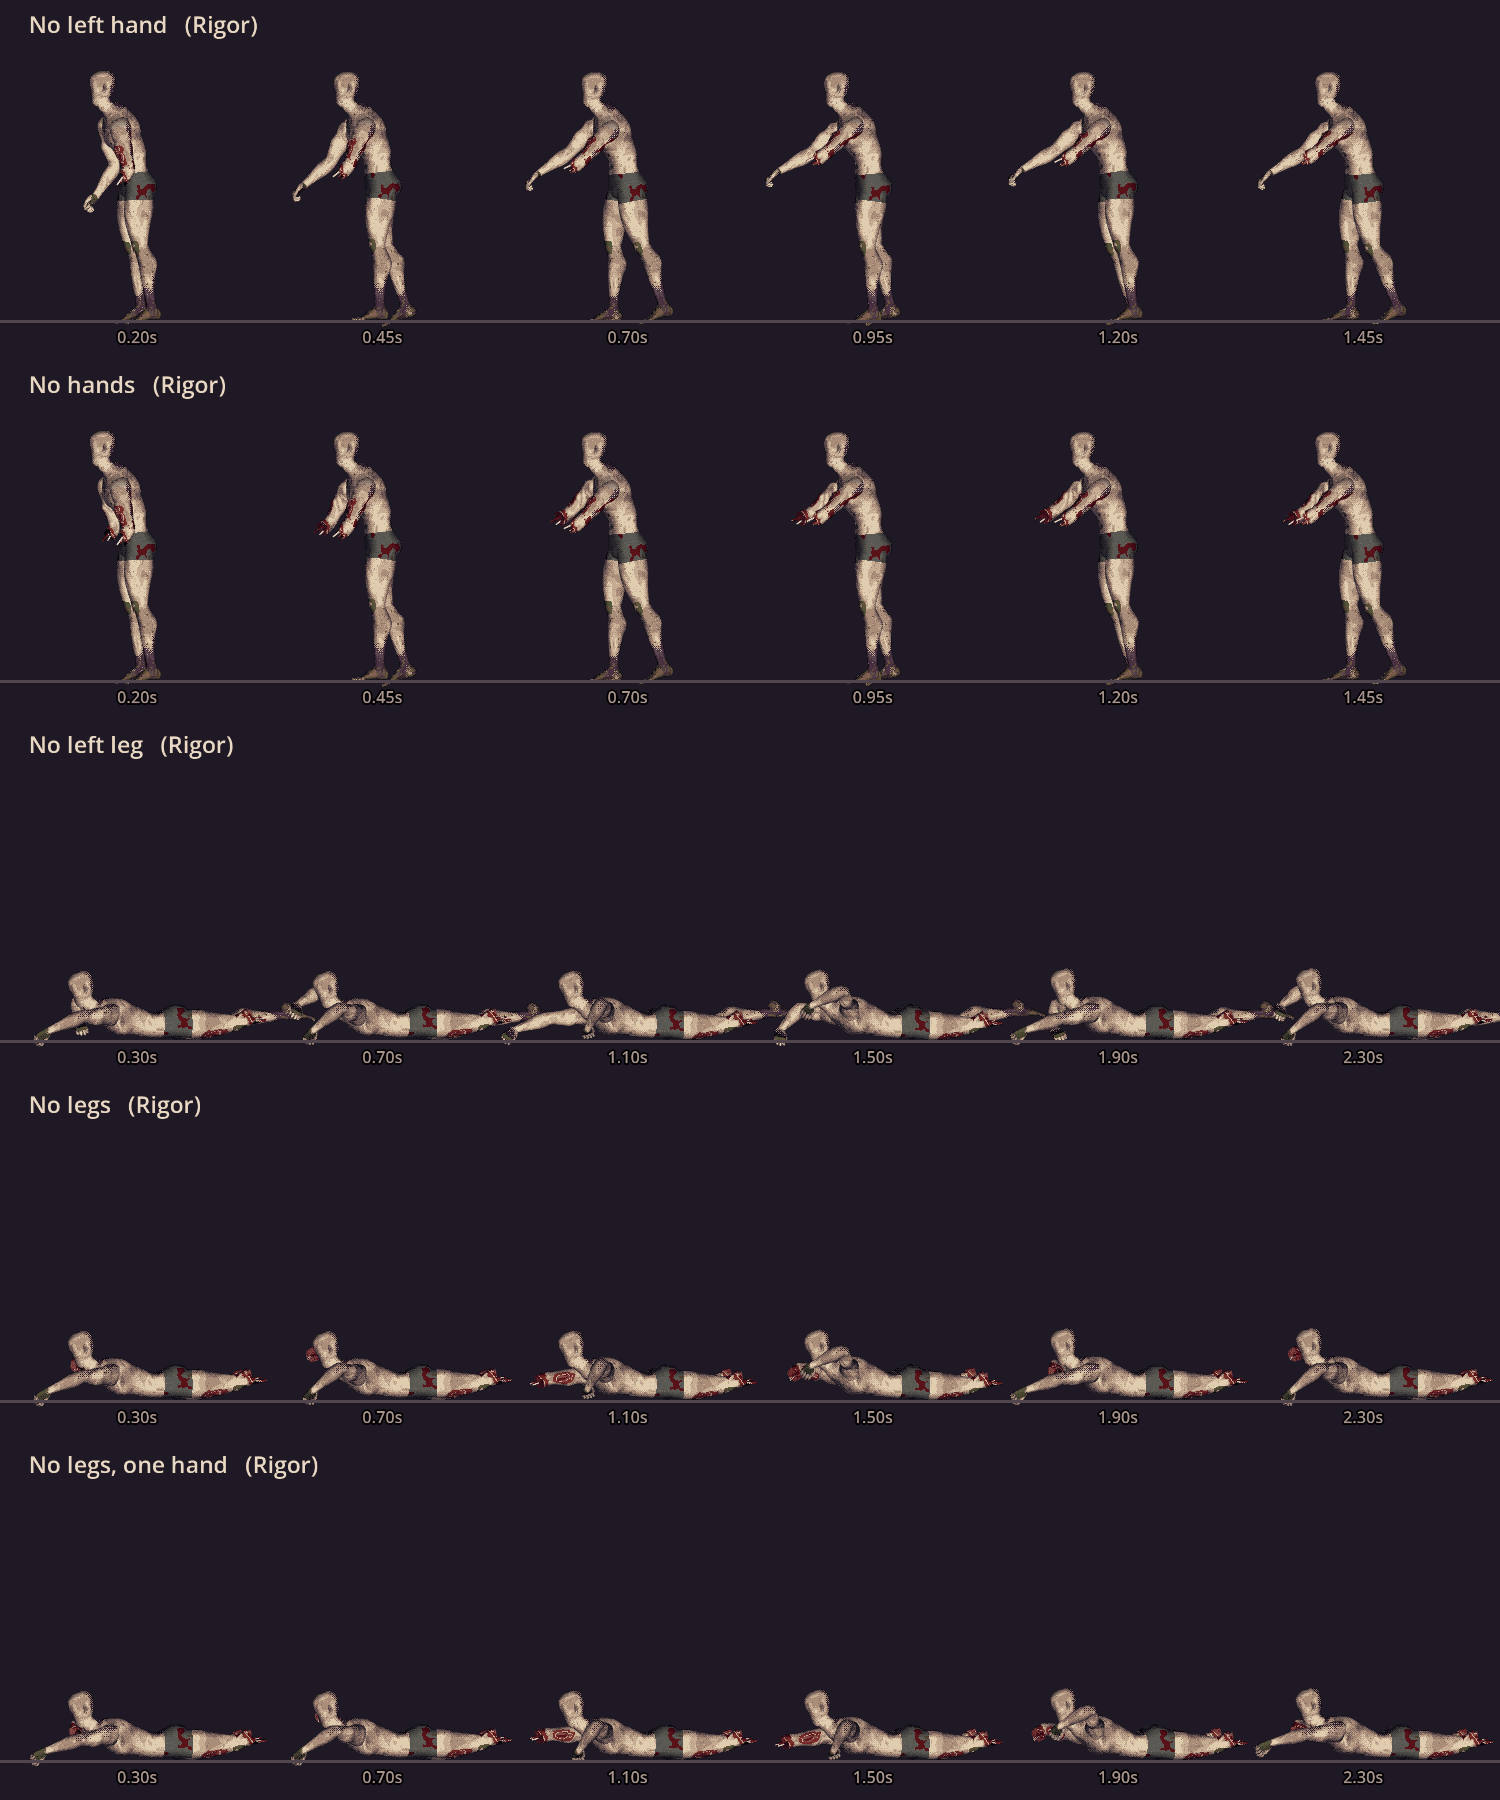 No left hand (Rigor)
0.20s 0.45s 0.70s 0.95s 1.20s 1.45s
No hands (Rigor)
0.20s 0.45s 0.70s 0.95s 1.20s 1.45s
No left leg (Rigor)
0.30s 0.70s 1.10s 1.50s 1.90s 2.30s
No legs (Rigor)
0.30s 0.70s 1.10s 1.50s 1.90s 2.30s
No legs, one hand (Rigor)
0.30s 0.70s 1.10s 1.50s 1.90s 2.30s